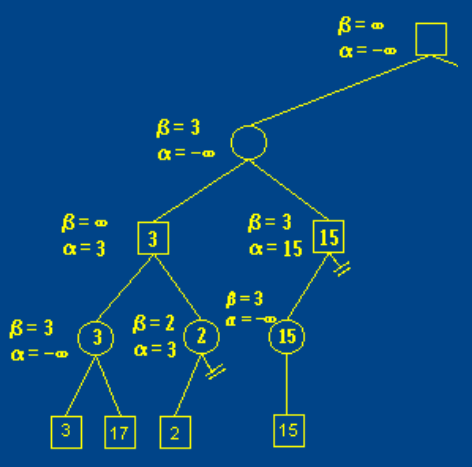 β = ∞
α = −∞
β = 3
α = −∞
β = ∞
α = 3
3
β = 3
α = 15
15
β = 3
α = −∞
3
β = 2
α = 3
2
β = 3
α = −∞
15
3
17
2
15